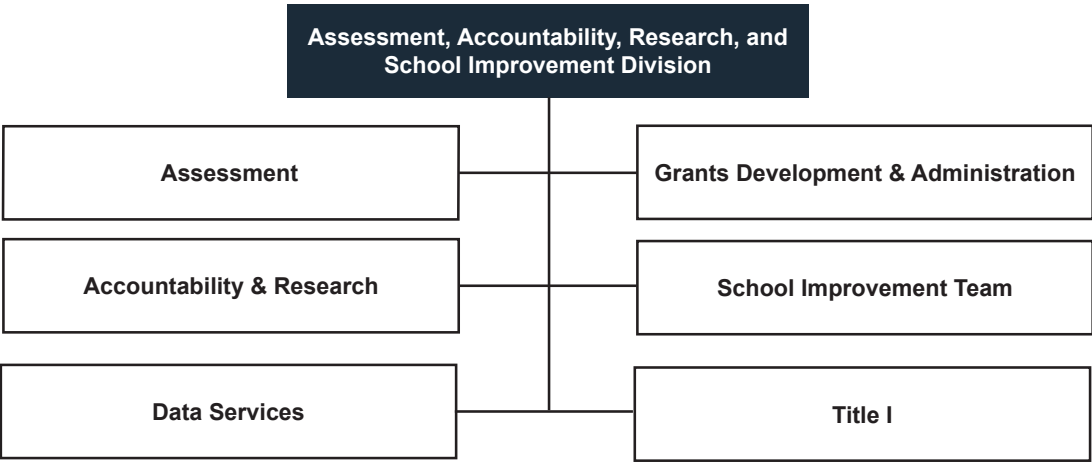 Assessment, Accountability, Research, and
School Improvement Division
Assessment
Grants Development & Administration
Accountability & Research
School Improvement Team
Data Services
Title I